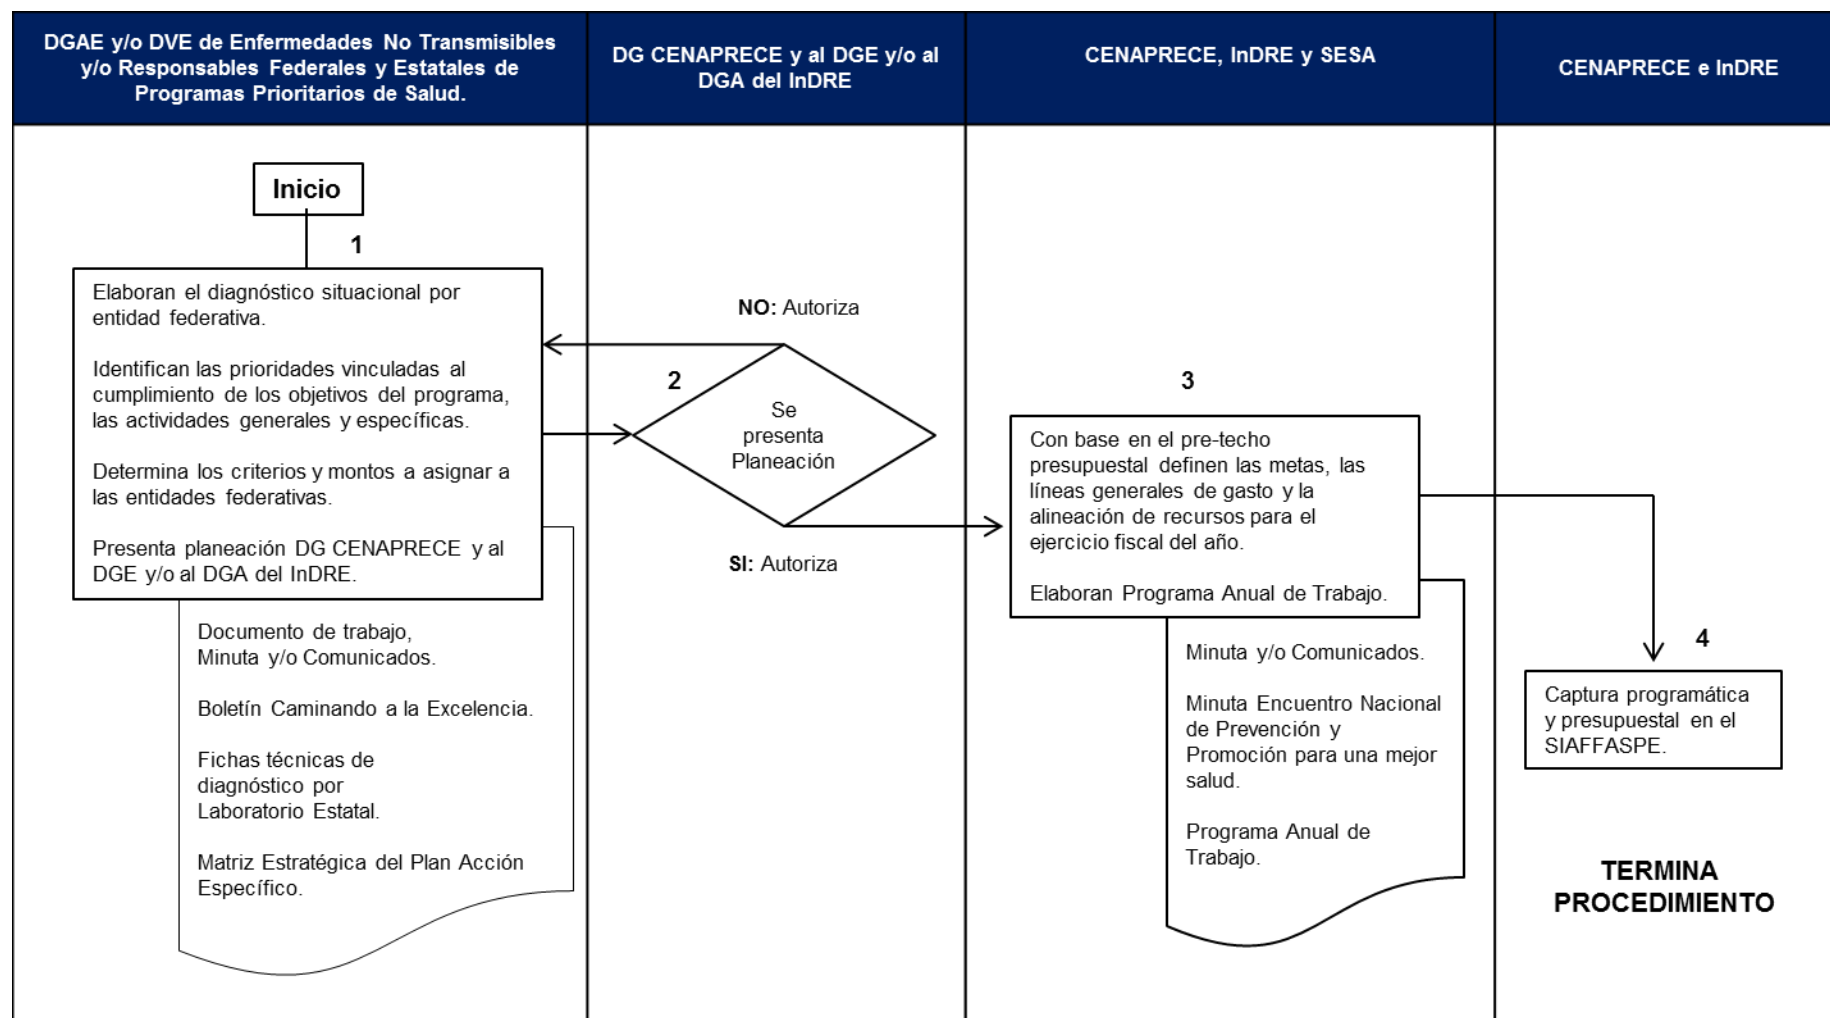 DGAE y/o DVE de Enfermedades No Transmisibles
y/o Responsables Federales y Estatales de
Programas Prioritarios de Salud.
DG CENAPRECE y al DGE y/o al
DGA del InDRE
CENAPRECE, InDRE y SESA
CENAPRECE e InDRE
Inicio
1
Elaboran el diagnóstico situacional por
entidad federativa.
Identifican las prioridades vinculadas al
cumplimiento de los objetivos del programa,
las actividades generales y específicas.
Determina los criterios y montos a asignar a
las entidades federativas.
Presenta planeación DG CENAPRECE y al
DGE y/o al DGA del InDRE.
Documento de trabajo,
Minuta y/o Comunicados.
Boletín Caminando a la Excelencia.
Fichas técnicas de
diagnóstico por
Laboratorio Estatal.
Matriz Estratégica del Plan Acción
Específico.
NO: Autoriza
2
Se
presenta
Planeación
SI: Autoriza
3
Con base en el pre-techo
presupuestal definen las metas, las
líneas generales de gasto y la
alineación de recursos para el
ejercicio fiscal del año.
Elaboran Programa Anual de Trabajo.
Minuta y/o Comunicados.
Minuta Encuentro Nacional
de Prevención y
Promoción para una mejor
salud.
Programa Anual de
Trabajo.
4
Captura programática
y presupuestal en el
SIAFFASPE.
TERMINA
PROCEDIMIENTO